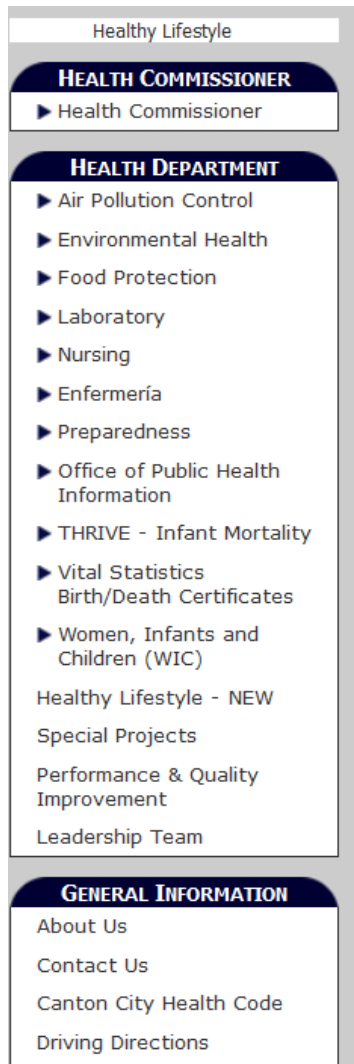 Healthy Lifestyle
HEALTH COMMISSIONER
Health Commissioner
HEALTH DEPARTMENT
Air Pollution Control
Environmental Health
Food Protection
Laboratory
Nursing
Enfermería
Preparedness
Office of Public Health
Information
THRIVE - Infant Mortality
Vital Statistics
Birth/Death Certificates
Women, Infants and
Children (WIC)
Healthy Lifestyle - NEW
Special Projects
Performance & Quality
Improvement
Leadership Team
GENERAL INFORMATION
About Us
Contact Us
Canton City Health Code
Driving Directions